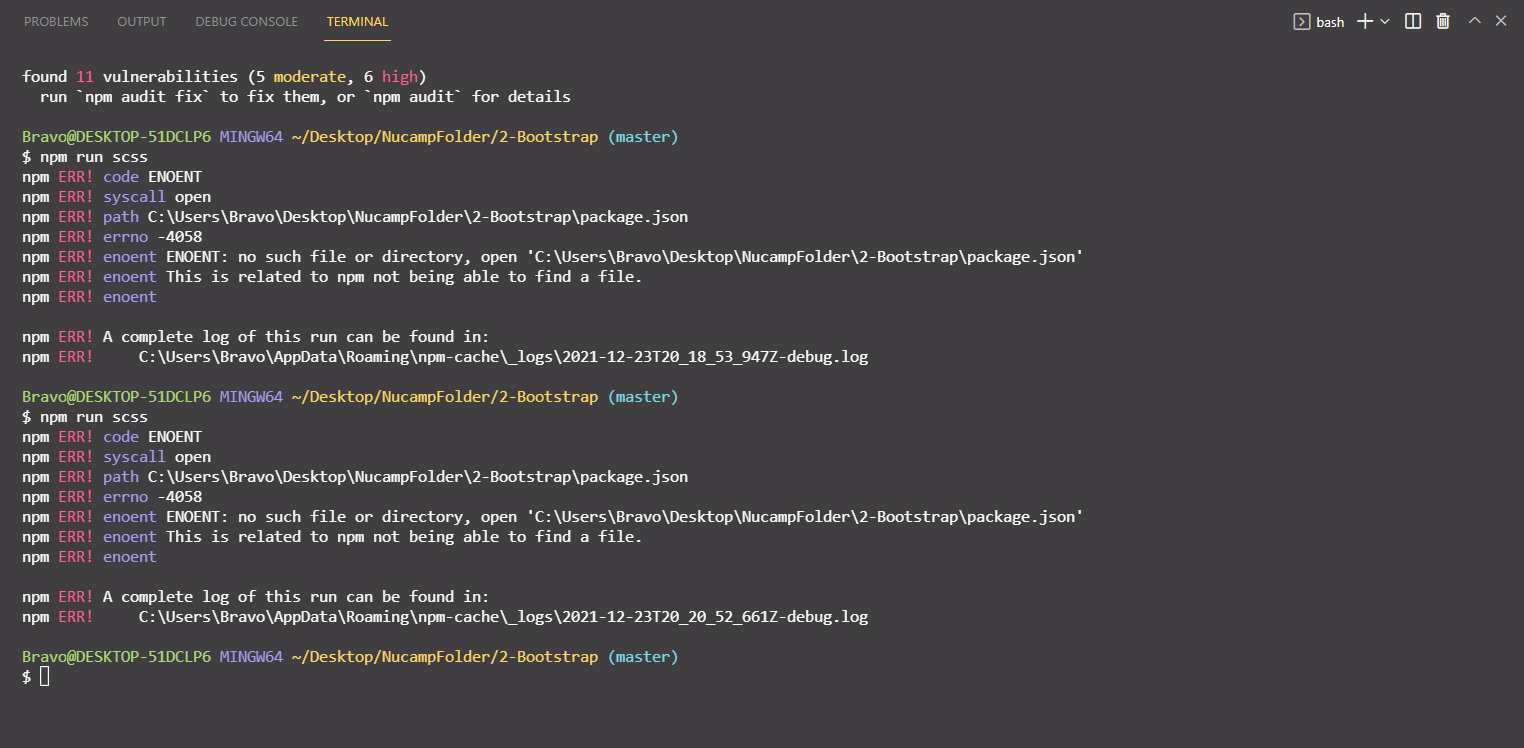 PROBLEMS OUTPUT DEBUG CONSOLE TERMINAL bash
found 11 vulnerabilities (5 moderate, 6 high)
run `npm audit fix` to fix them, or `npm audit` for details
Bravo@DESKTOP-51DCLP6 MINGW64 ~/Desktop/NucampFolder/2-Bootstrap (master)
$ npm run scss
npm ERR! code ENOENT
npm ERR! syscall open
npm ERR! path C:\Users\Bravo\Desktop\NucampFolder\2-Bootstrap\package.json
npm ERR! errno -4058
npm ERR! enoent ENOENT: no such file or directory, open 'C:\Users\Bravo\Desktop\NucampFolder\2-Bootstrap\package.json'
npm ERR! enoent This is related to npm not being able to find a file.
npm ERR! enoent
npm ERR! A complete log of this run can be found in:
npm ERR!     C:\Users\Bravo\AppData\Roaming\npm-cache\_logs\2021-12-23T20_18_53_947Z-debug.log
Bravo@DESKTOP-51DCLP6 MINGW64 ~/Desktop/NucampFolder/2-Bootstrap (master)
$ npm run scss
npm ERR! code ENOENT
npm ERR! syscall open
npm ERR! path C:\Users\Bravo\Desktop\NucampFolder\2-Bootstrap\package.json
npm ERR! errno -4058
npm ERR! enoent ENOENT: no such file or directory, open 'C:\Users\Bravo\Desktop\NucampFolder\2-Bootstrap\package.json'
npm ERR! enoent This is related to npm not being able to find a file.
npm ERR! enoent
npm ERR! A complete log of this run can be found in:
npm ERR!     C:\Users\Bravo\AppData\Roaming\npm-cache\_logs\2021-12-23T20_20_52_661Z-debug.log
Bravo@DESKTOP-51DCLP6 MINGW64 ~/Desktop/NucampFolder/2-Bootstrap (master)
$